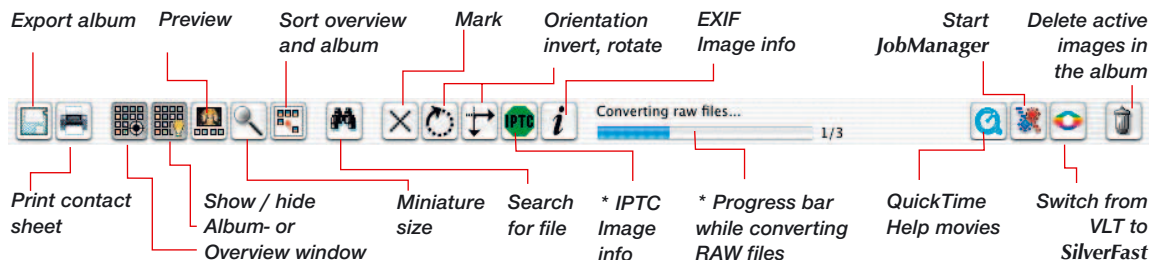 Export album
Preview
Sort overview
and album
Mark
Orientation
invert, rotate
EXIF
Image info
Start
JobManager
Delete active
images in
the album
IPTC
i
Converting raw files...
1/3
Print contact
sheet
Show / hide
Album- or
Overview window
Miniature
size
Search
for file
* IPTC
Image
info
* Progress bar
while converting
RAW files
QuickTime
Help movies
Switch from
VLT to
SilverFast